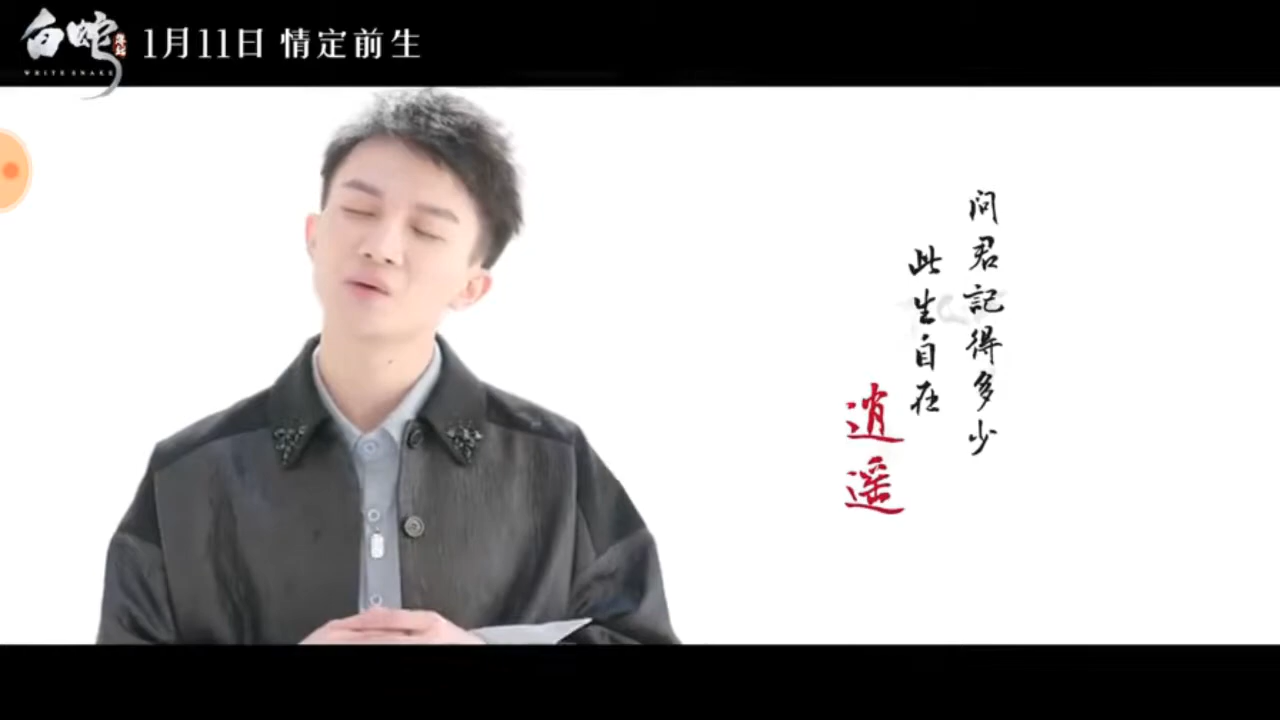 白蛇
缘起
WHITE SNAKE
1月11日 情定前生
问君記得多少
此生自在
逍遥